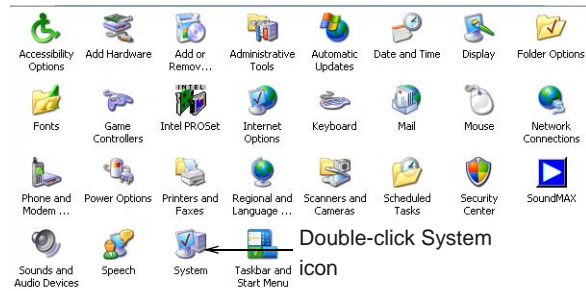 INTEL
Accessibility Options
Add Hardware
Add or Remov...
Administrative Tools
Automatic Updates
Date and Time
Display
Folder Options
Fonts
Game Controllers
Intel PROSet
Internet Options
Keyboard
Mail
Mouse
Network Connections
Phone and Modem ...
Power Options
Printers and Faxes
Regional and Language ...
Scanners and Cameras
Scheduled Tasks
Security Center
SoundMAX
Sounds and Audio Devices
Speech
System
Taskbar and Start Menu
Double-click System
icon